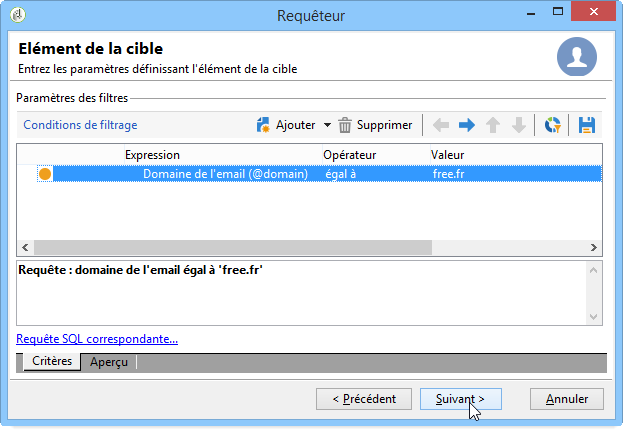 Requêteur
Elément de la cible
Entrez les paramètres définissant l'élément de la cible
Paramètres des filtres
Conditions de filtrage Ajouter Supprimer
Expression Opérateur Valeur
Domaine de l'email (@domain) égal à free.fr
Requête : domaine de l'email égal à 'free.fr'
Requête SQL correspondante...
Critères Aperçu
< Précédent Suivant > Annuler